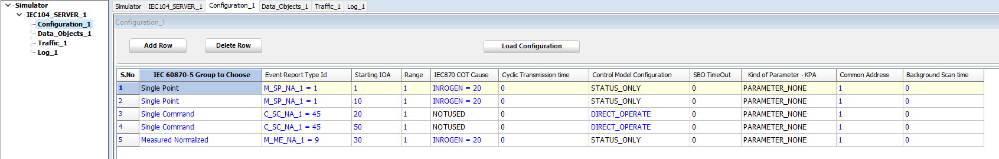 Simulator
IEC104_SERVER_1
Configuration_1
Data_Objects_1
Traffic_1
Log_1
Simulator IEC104_SERVER_1 Configuration_1 Data_Objects_1 Traffic_1 Log_1
Configuration_1
Add Row Delete Row Load Configuration
S.No IEC 60870-5 Group to Choose Event Report Type Id Starting IOA Range IEC870 COT Cause Cyclic Transmission time Control Model Configuration SBO TimeOut Kind of Parameter - KPA Common Address Background Scan time
1 Single Point M_SP_NA_1 = 1 1 1 INROGEN = 20 0 STATUS_ONLY 0 PARAMETER_NONE 1 0
2 Single Point M_SP_NA_1 = 1 10 1 INROGEN = 20 0 STATUS_ONLY 0 PARAMETER_NONE 1 0
3 Single Command C_SC_NA_1 = 45 20 1 NOTUSED 0 DIRECT_OPERATE 0 PARAMETER_NONE 1 0
4 Single Command C_SC_NA_1 = 45 50 1 NOTUSED 0 DIRECT_OPERATE 0 PARAMETER_NONE 1 0
5 Measured Normalized M_ME_NA_1 = 9 30 1 INROGEN = 20 0 STATUS_ONLY 0 PARAMETER_NONE 1 0